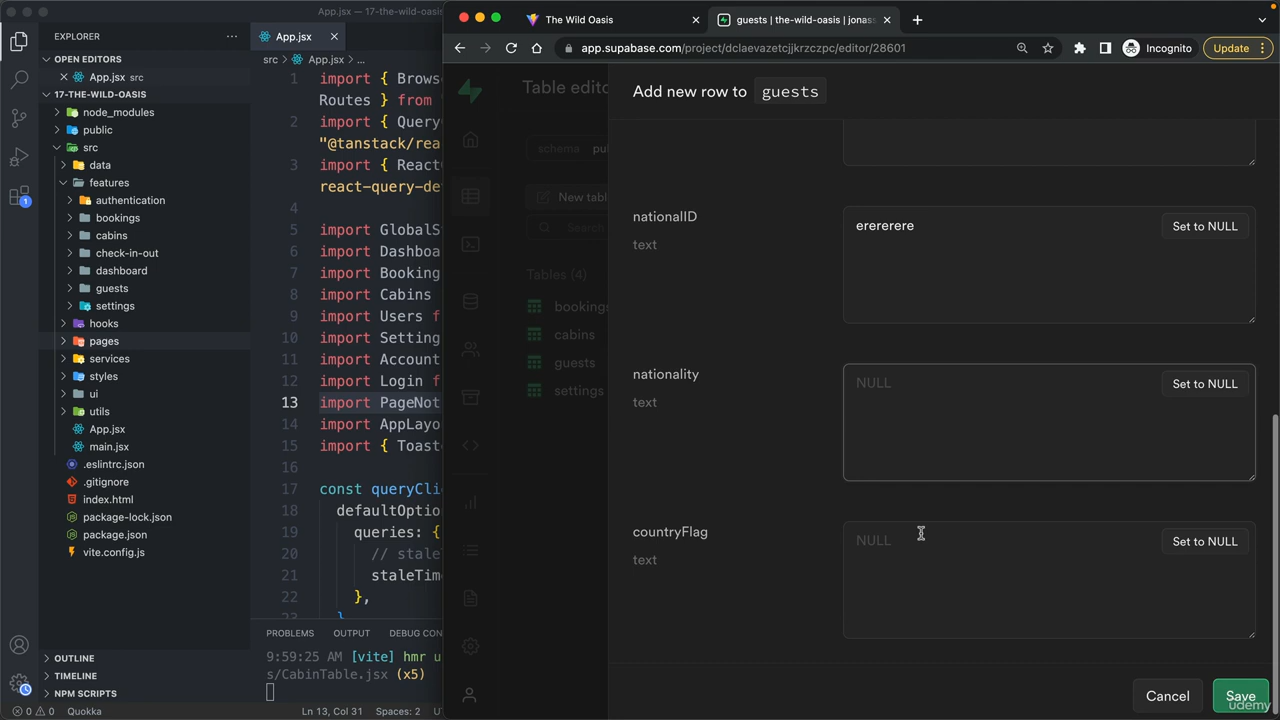 App.jsx — 17-the-wild-oasis
EXPLORER
OPEN EDITORS
App.jsx src
17-THE-WILD-OASIS
node_modules
public
src
data
features
authentication
bookings
cabins
check-in-out
dashboard
guests
settings
hooks
pages
services
styles
ui
utils
App.jsx
main.jsx
.eslintrc.json
.gitignore
index.html
package-lock.json
package.json
vite.config.js
OUTLINE
TIMELINE
NPM SCRIPTS
0 0 Quokka
App.jsx
src > App.jsx > ...
1 import { Brows
Routes } from
2 import { Query
"@tanstack/rea
3 import { React
react-query-de
4
5 import GlobalS
6 import Dashboa
7 import Booking
8 import Cabins
9 import Users f
10 import Setting
11 import Account
12 import Login f
13 import PageNot
14 import AppLayo
15 import { Toast
16
17 const queryCli
18 defaultOptio
19 queries: {
20 // stale
21 staleTime
22 },
23 }
PROBLEMS OUTPUT DEBUG CON
9:59:25 AM [vite] hmr u
s/CabinTable.jsx (x5)
Ln 13, Col 31 Spaces: 2
The Wild Oasis
guests | the-wild-oasis | jonass
app.supabase.com/project/dclaevazetcjjkrzczpc/editor/28601
Incognito
Update
Table edito
schema pub
New tabl
Tables (4)
bookings
cabins
guests
settings
Add new row to guests
nationalID
text
erererere
Set to NULL
nationality
text
NULL
Set to NULL
countryFlag
text
NULL
Set to NULL
Cancel
Save
udemy